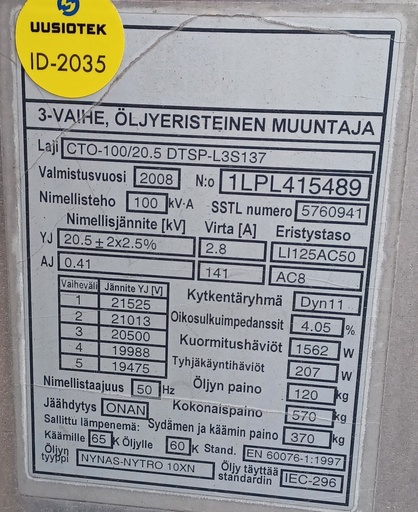 UUSIOTEK
ID-2035
3-VAIHE, ÖLJYERISTEINEN MUUNTAJA
Laji CTO-100/20.5 DTSP-L3S137
Valmistusvuosi 2008 N:o 1LPL415489
Nimellisteho 100 kV·A SSTL numero 5760941
Nimellisjännite [kV] Virta [A] Eristystaso
YJ 20.5 ± 2x2.5% 2.8 LI125AC50
AJ 0.41 141 AC8
Vaiheväli Jännite YJ [V] Kytkentäryhmä Dyn11
1 21525
2 21013 Oikosulkuimpedanssit 4.05 %
3 20500 Kuormitushäviöt 1562 W
4 19988
5 19475 Tyhjäkäyntihäviöt 207 W
Nimellistaajuus 50 Hz Öljyn paino 120 kg
Jäähdytys ONAN Kokonaispaino 570 kg
Sallittu lämpenemä: Sydämen ja käämin paino 370 kg
Käämille 65 K Öljylle 60 K Stand. EN 60076-1:1997
Öljyn tyyppi NYNAS-NYTRO 10XN Öljy täyttää standardin IEC-296